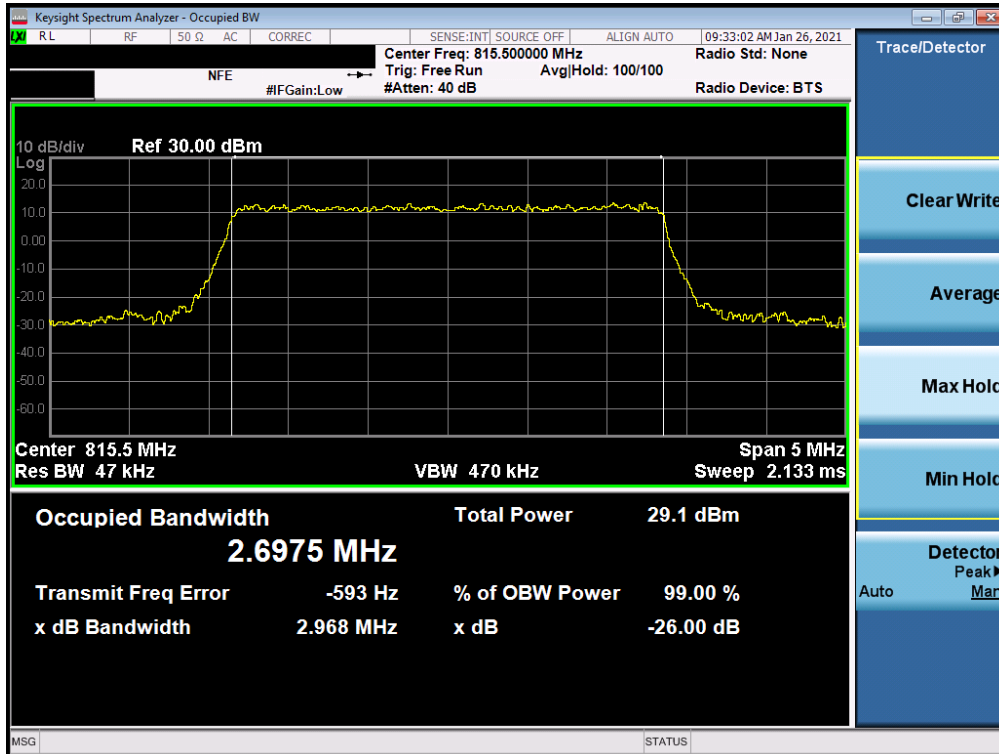 Keysight Spectrum Analyzer - Occupied BW
LXI RL RF 50 Ω AC CORREC SENSE:INT SOURCE OFF ALIGN AUTO 09:33:02 AM Jan 26, 2021
Center Freq: 815.500000 MHz Radio Std: None
NFE Trig: Free Run Avg|Hold: 100/100
#IFGain:Low #Atten: 40 dB Radio Device: BTS
10 dB/div Ref 30.00 dBm
Log
20.0
10.0
0.00
-10.0
-20.0
-30.0
-40.0
-50.0
-60.0
Center 815.5 MHz Span 5 MHz
Res BW 47 kHz VBW 470 kHz Sweep 2.133 ms
Occupied Bandwidth Total Power 29.1 dBm
2.6975 MHz
Transmit Freq Error -593 Hz % of OBW Power 99.00 %
x dB Bandwidth 2.968 MHz x dB -26.00 dB
MSG STATUS
Trace/Detector
Clear Write
Average
Max Hold
Min Hold
Detector
Peak
Auto Man